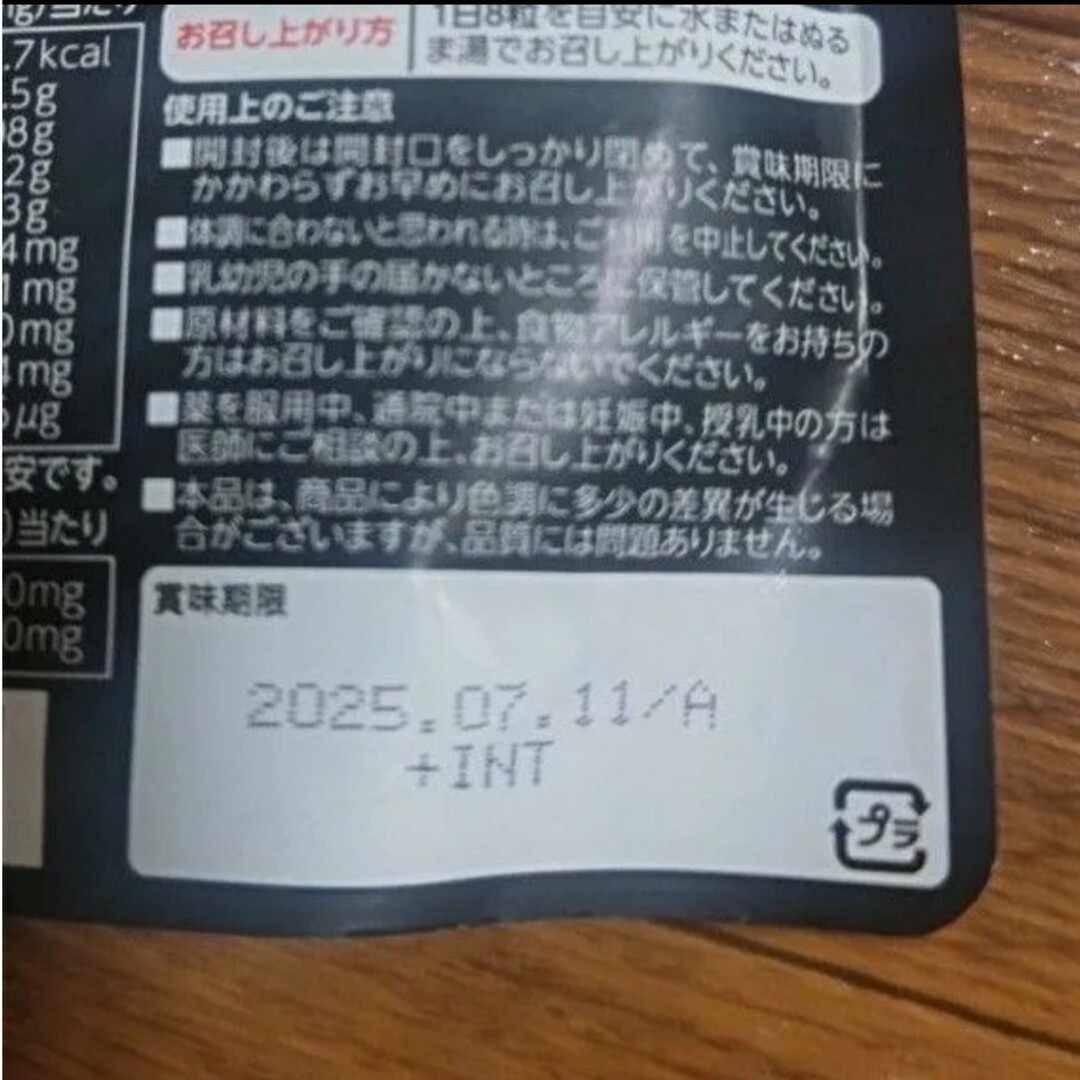 お召し上がり方
1日8粒を目安に水またはぬる
ま湯でお召し上がりください。
使用上のご注意
■開封後は開封口をしっかり閉めて、賞味期限に
かかわらずお早めにお召し上がりください。
■体調に合わないと思われる時は、ご利用を中止してください。
■乳幼児の手の届かないところに保管してください。
■原材料をご確認の上、食物アレルギーをお持ちの
方はお召し上がりにならないでください。
■薬を服用中、通院中または妊娠中、授乳中の方は
医師にご相談の上、お召し上がりください。
■本品は、商品により色調に多少の差異が生じる場
合がございますが、品質には問題ありません。
賞味期限
2025.07.11/A
+INT
プラ
.7kcal
.5g
8g
2g
3g
4mg
1mg
0mg
mg
μg
安です。
)当たり
0mg
0mg